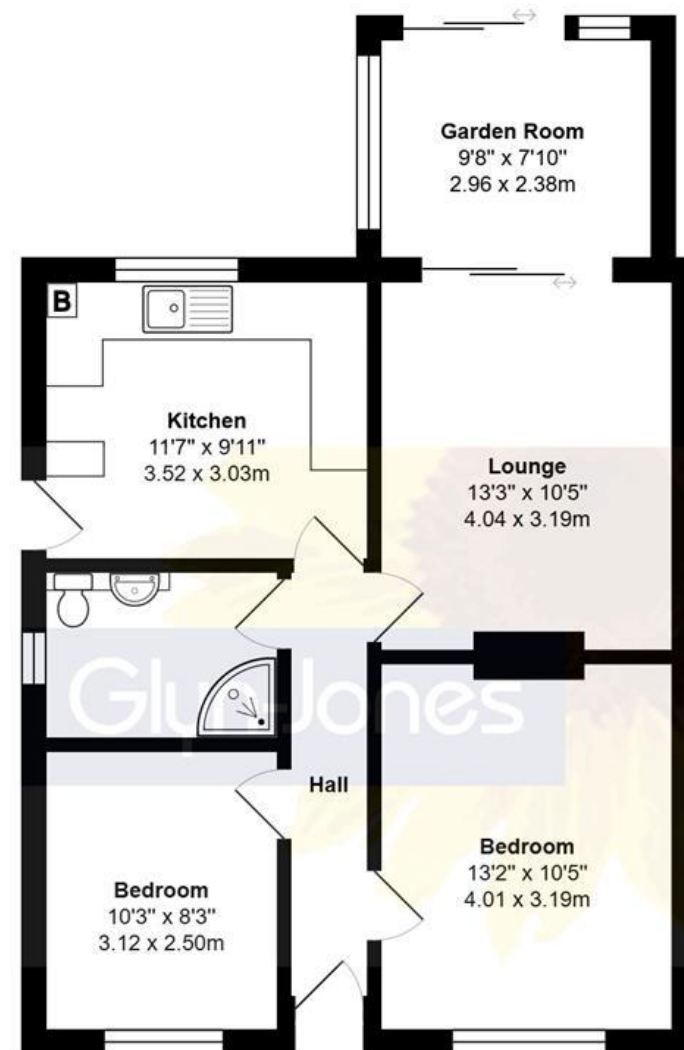 Garden Room
9'8" x 7'10"
2.96 x 2.38m
B
Kitchen
11'7" x 9'11"
3.52 x 3.03m
Lounge
13'3" x 10'5"
4.04 x 3.19m
Glyn-Jones
Hall
Bedroom
10'3" x 8'3"
3.12 x 2.50m
Bedroom
13'2" x 10'5"
4.01 x 3.19m